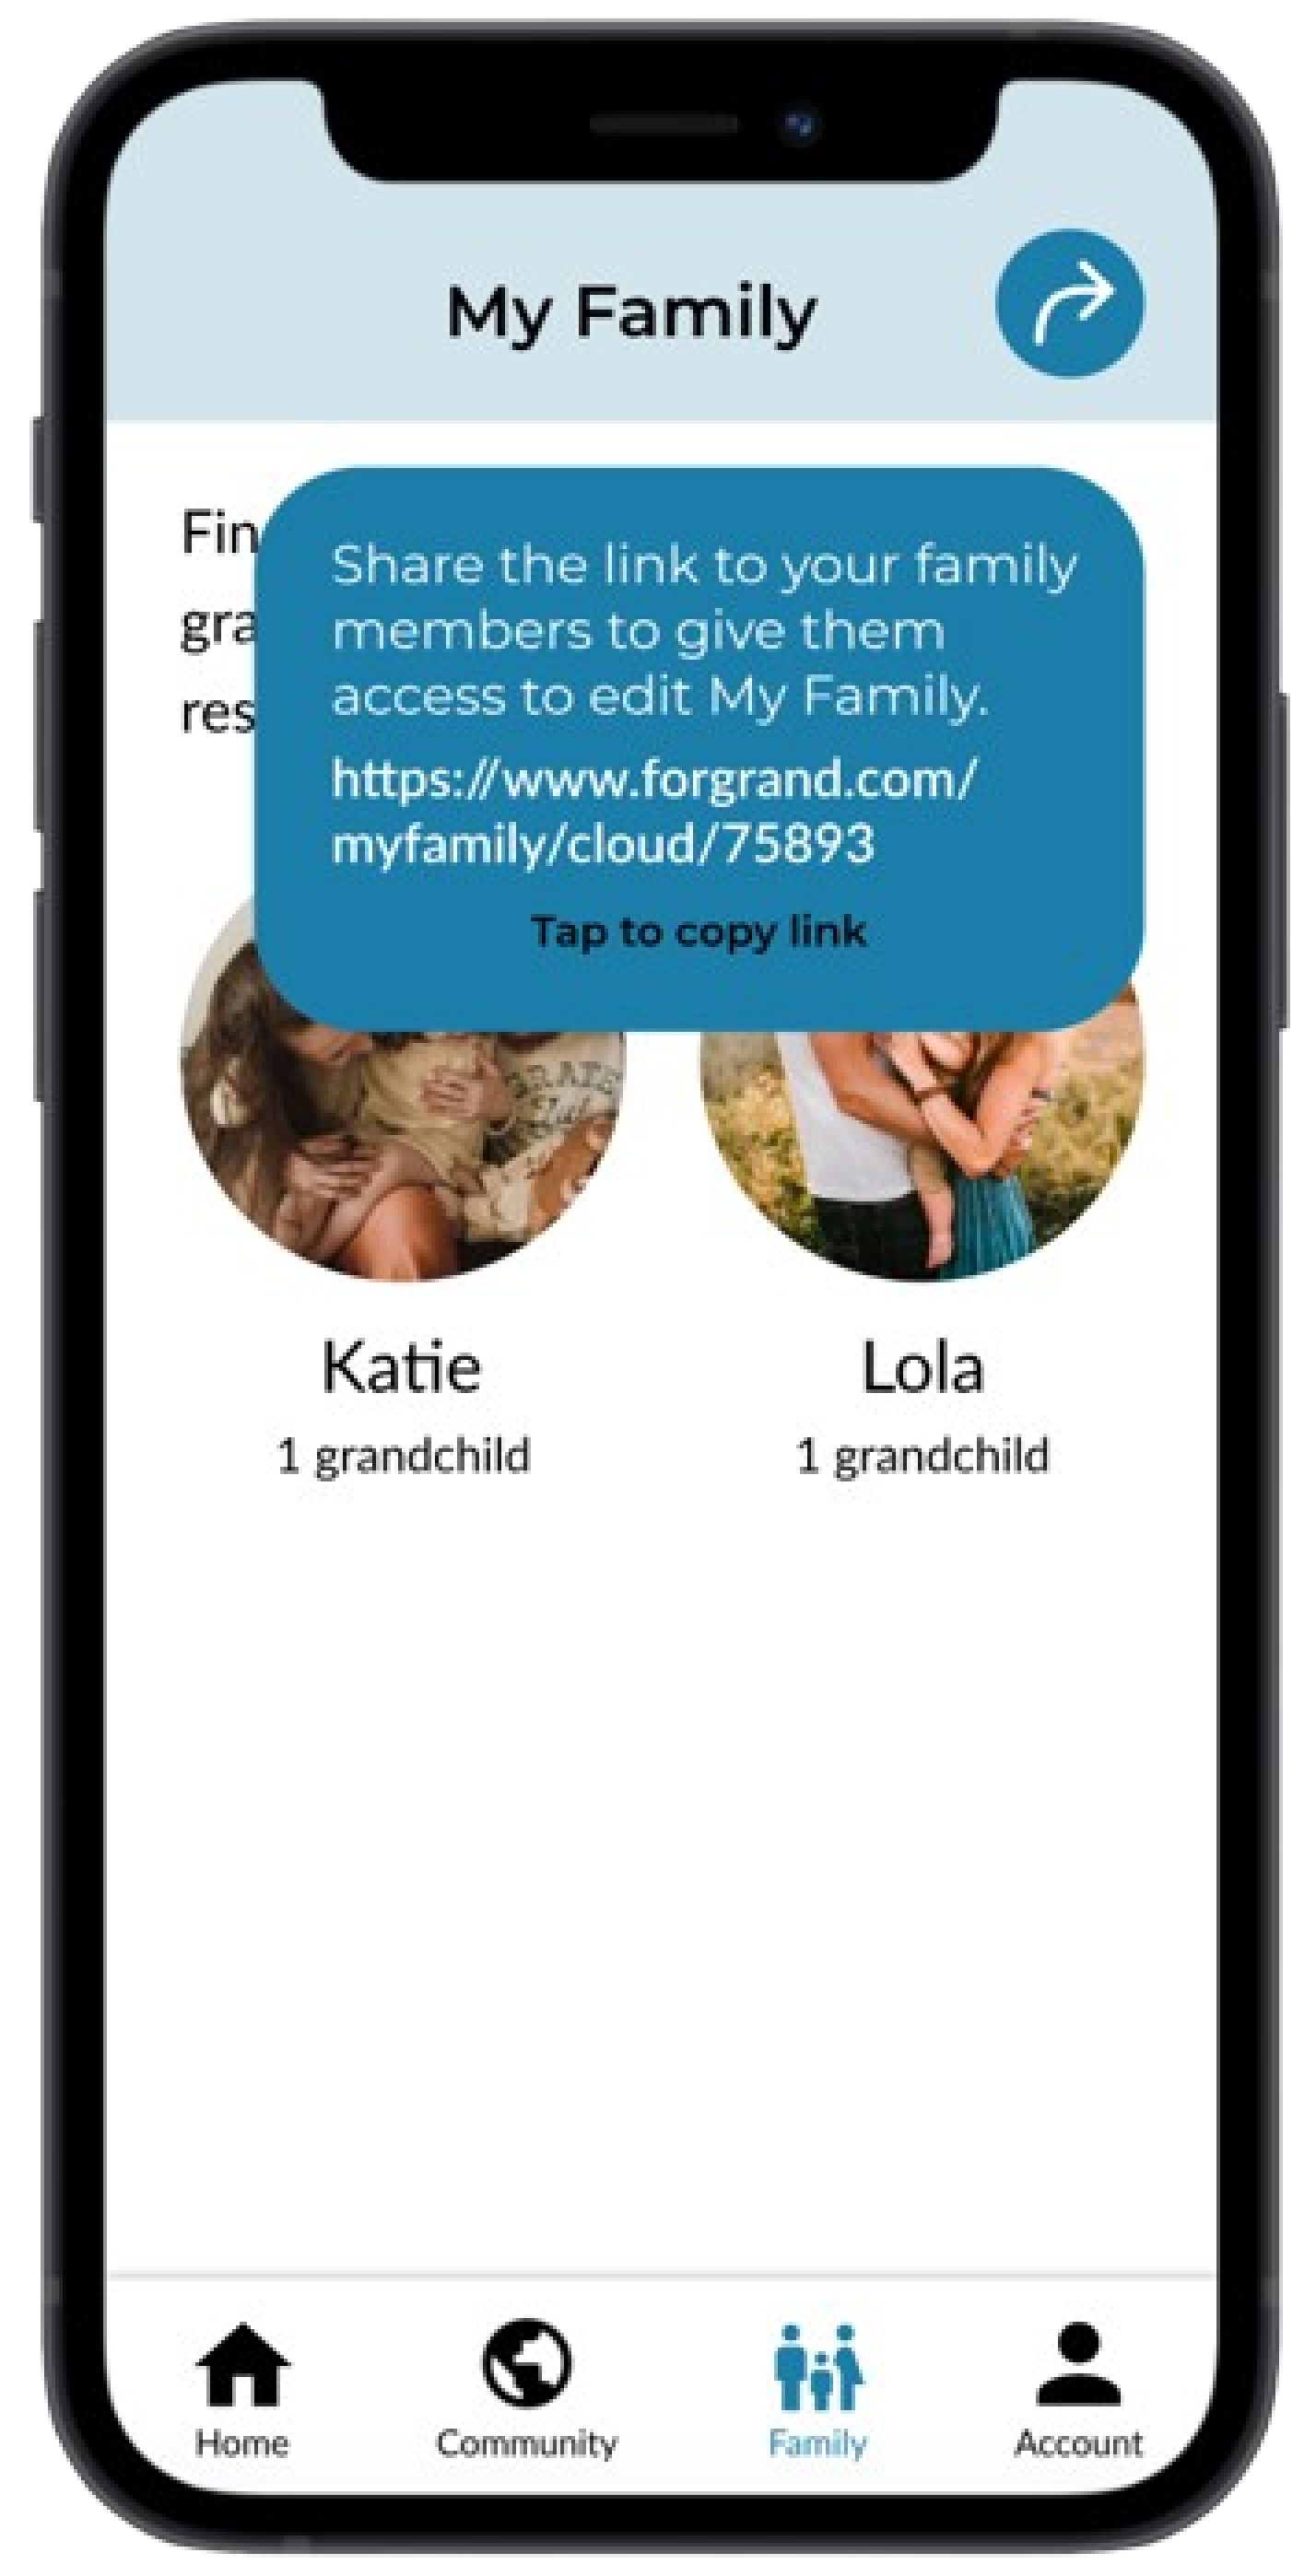 My Family
Fin
gra
res
Share the link to your family
members to give them
access to edit My Family.
https://www.forgrand.com/
myfamily/cloud/75893
Tap to copy link
GRATE
Katie
Lola
1 grandchild
1 grandchild
Home
Community
Family
Account